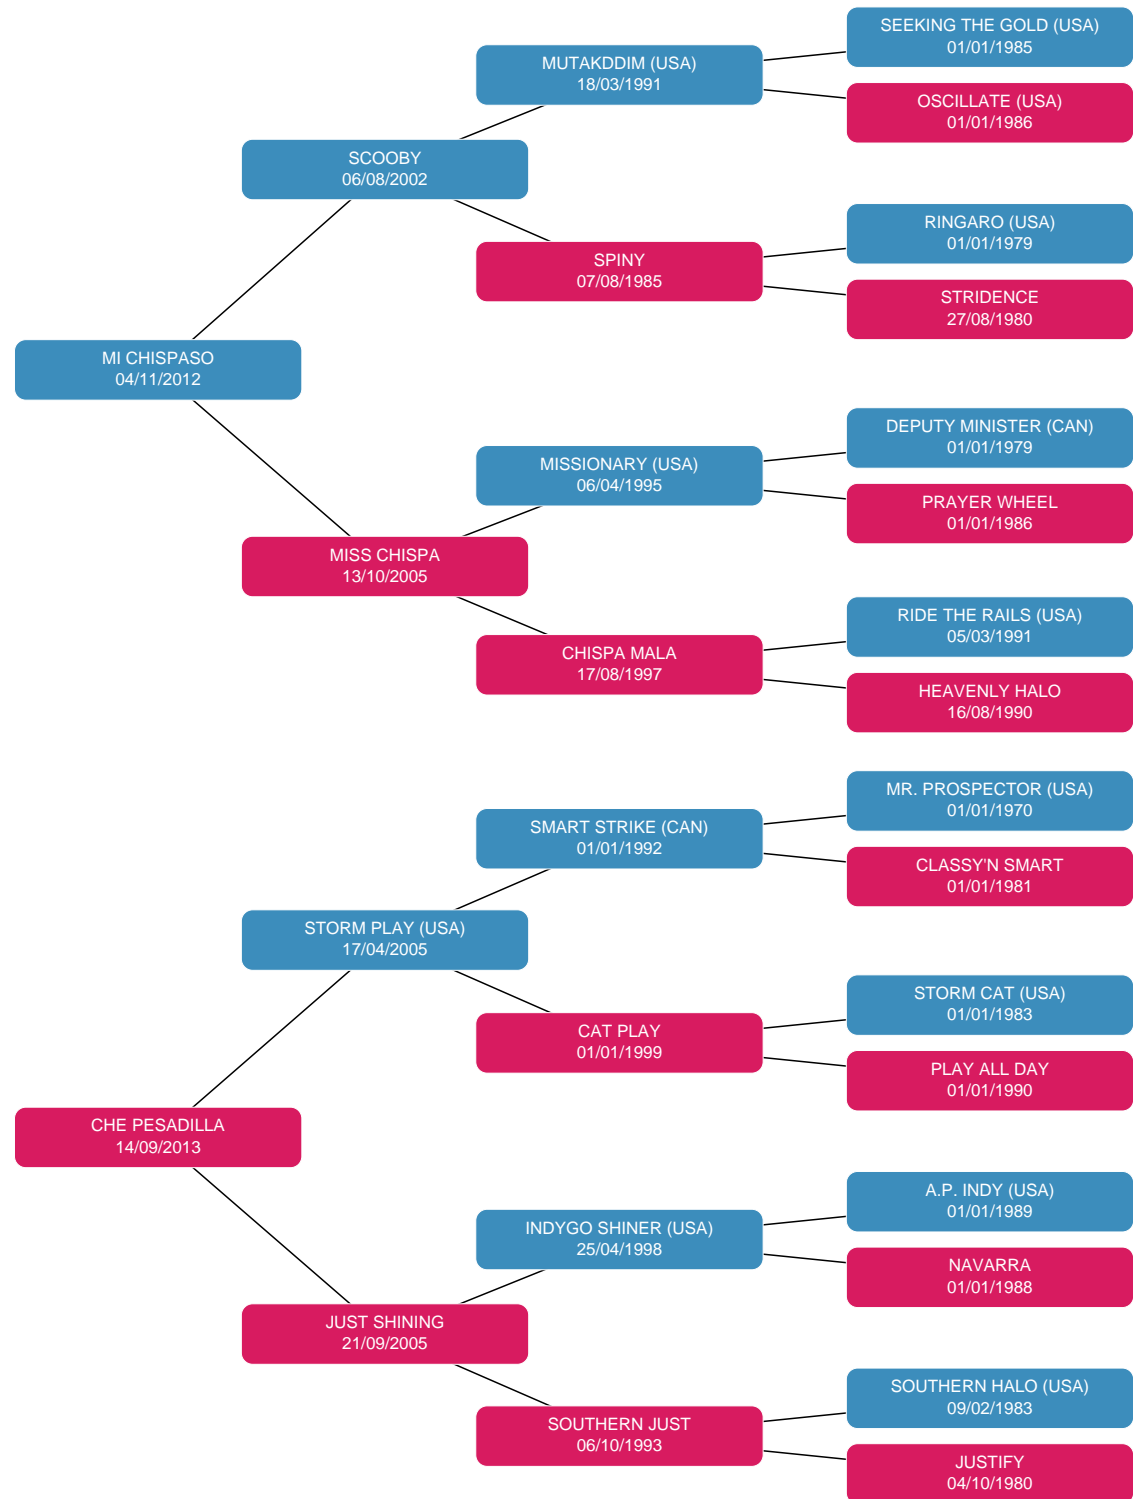 SEEKING THE GOLD (USA)
01/01/1985
MUTAKDDIM (USA)
18/03/1991
OSCILLATE (USA)
01/01/1986
SCOOBY
06/08/2002
RINGARO (USA)
01/01/1979
SPINY
07/08/1985
STRIDENCE
27/08/1980
MI CHISPASO
04/11/2012
DEPUTY MINISTER (CAN)
01/01/1979
MISSIONARY (USA)
06/04/1995
PRAYER WHEEL
01/01/1986
MISS CHISPA
13/10/2005
RIDE THE RAILS (USA)
05/03/1991
CHISPA MALA
17/08/1997
HEAVENLY HALO
16/08/1990
MR. PROSPECTOR (USA)
01/01/1970
SMART STRIKE (CAN)
01/01/1992
CLASSY'N SMART
01/01/1981
STORM PLAY (USA)
17/04/2005
STORM CAT (USA)
01/01/1983
CAT PLAY
01/01/1999
PLAY ALL DAY
01/01/1990
CHE PESADILLA
14/09/2013
A.P. INDY (USA)
01/01/1989
INDYGO SHINER (USA)
25/04/1998
NAVARRA
01/01/1988
JUST SHINING
21/09/2005
SOUTHERN HALO (USA)
09/02/1983
SOUTHERN JUST
06/10/1993
JUSTIFY
04/10/1980